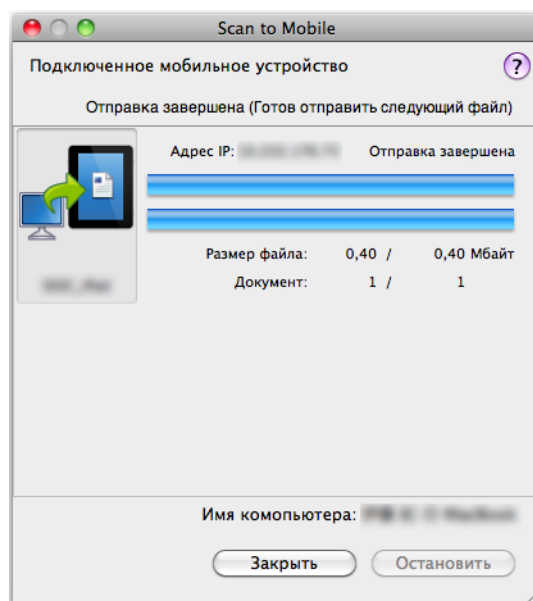 Scan to Mobile
Подключенное мобильное устройство ?
Отправка завершена (Готов отправить следующий файл)
Адрес IP: Отправка завершена
Размер файла: 0,40 / 0,40 Мбайт
Документ: 1 / 1
Имя комопьютера:
Закрыть Остановить